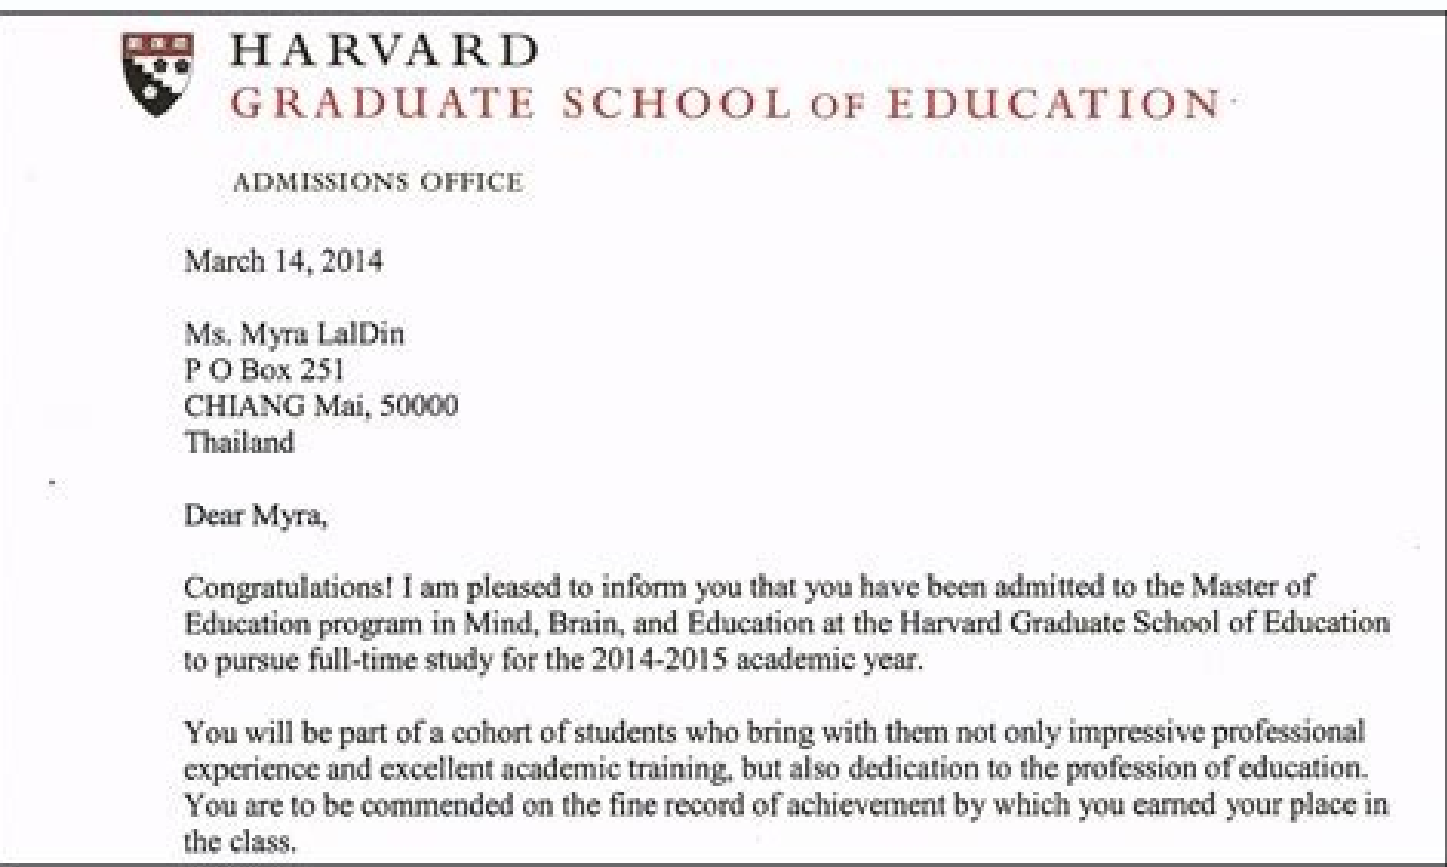 HARVARD
GRADUATE SCHOOL OF EDUCATION
ADMISSIONS OFFICE
March 14, 2014
Ms. Myra LalDin
P O Box 251
CHIANG Mai, 50000
Thailand
Dear Myra,
Congratulations! I am pleased to inform you that you have been admitted to the Master of
Education program in Mind, Brain, and Education at the Harvard Graduate School of Education
to pursue full-time study for the 2014-2015 academic year.
You will be part of a cohort of students who bring with them not only impressive professional
experience and excellent academic training, but also dedication to the profession of education.
You are to be commended on the fine record of achievement by which you earned your place in
the class.